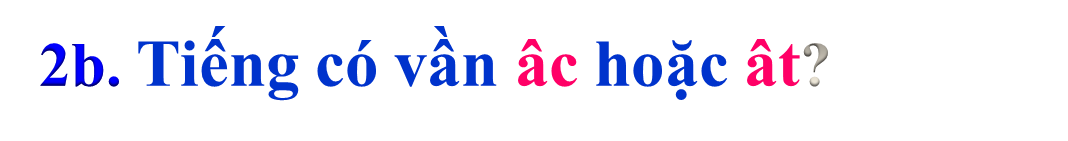 2b. Tiếng có vần âc hoặc ât?